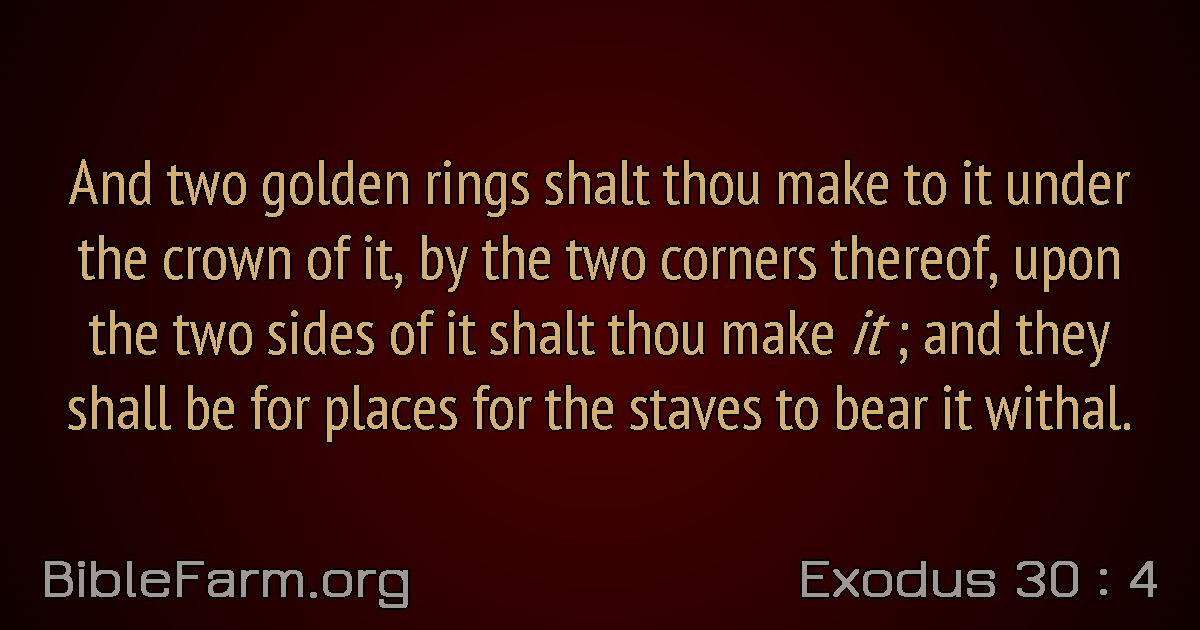 And two golden rings shalt thou make to it under
the crown of it, by the two corners thereof, upon
the two sides of it shalt thou make it ; and they
shall be for places for the staves to bear it withal.
BibleFarm.org
Exodus 30 : 4